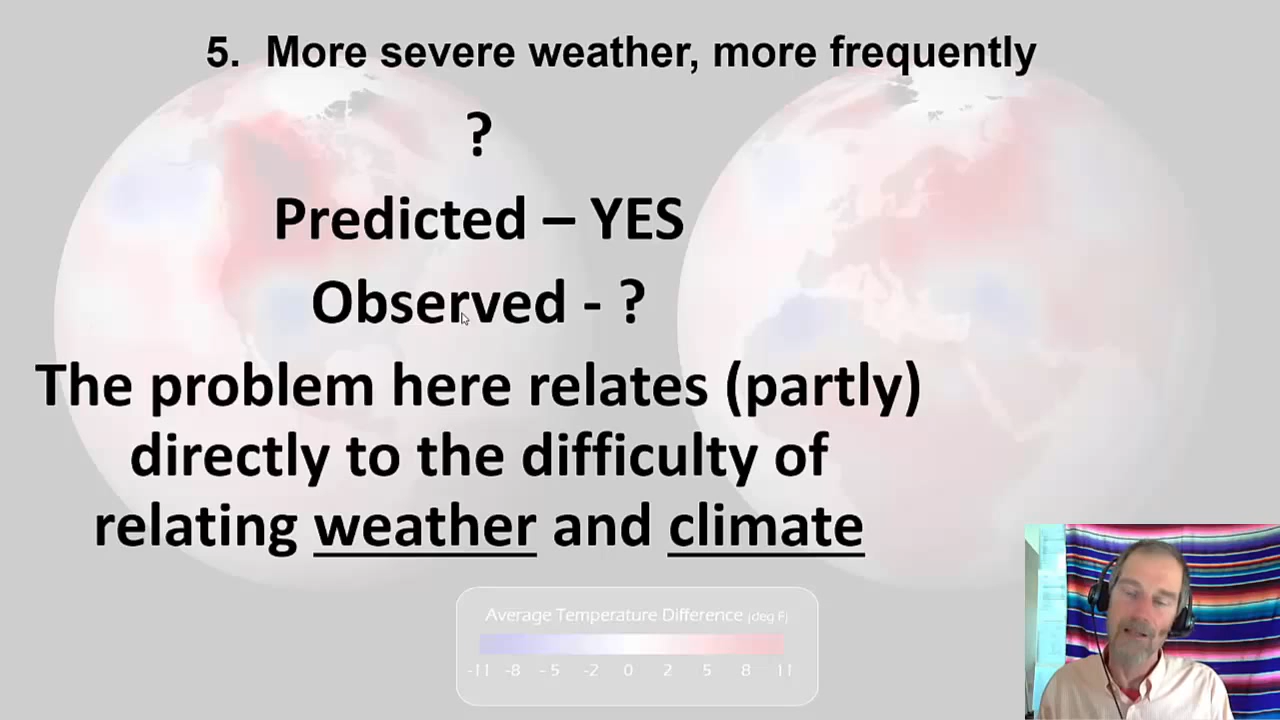 5. More severe weather, more frequently
?
Predicted – YES
Observed - ?
The problem here relates (partly)
directly to the difficulty of
relating weather and climate
Average Temperature Difference (deg F)
-11 -8 -5 -2 0 2 5 8 11